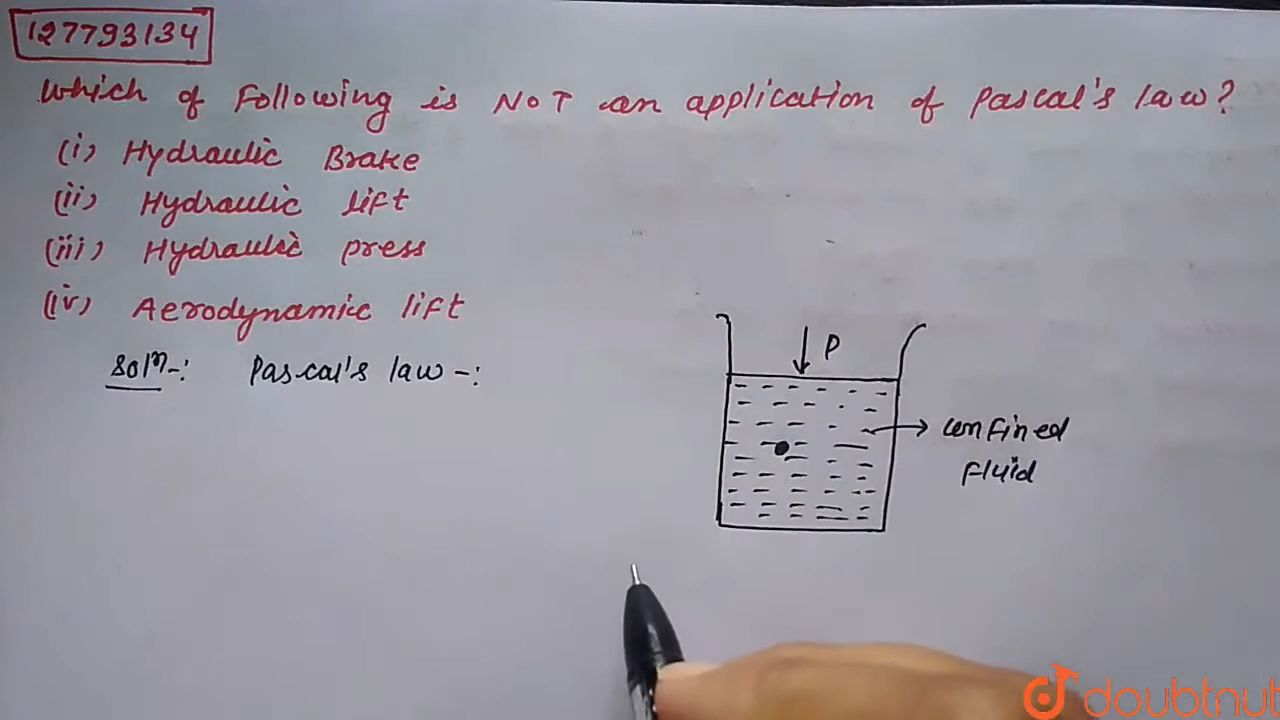 127793134
Which of Following is NOT an application of Pascal's law?
(i) Hydraulic Brake
(ii) Hydraulic lift
(iii) Hydraulic press
(iv) Aerodynamic lift
Solⁿ-: Pascal's law-:
P
confined
fluid
doubtnut